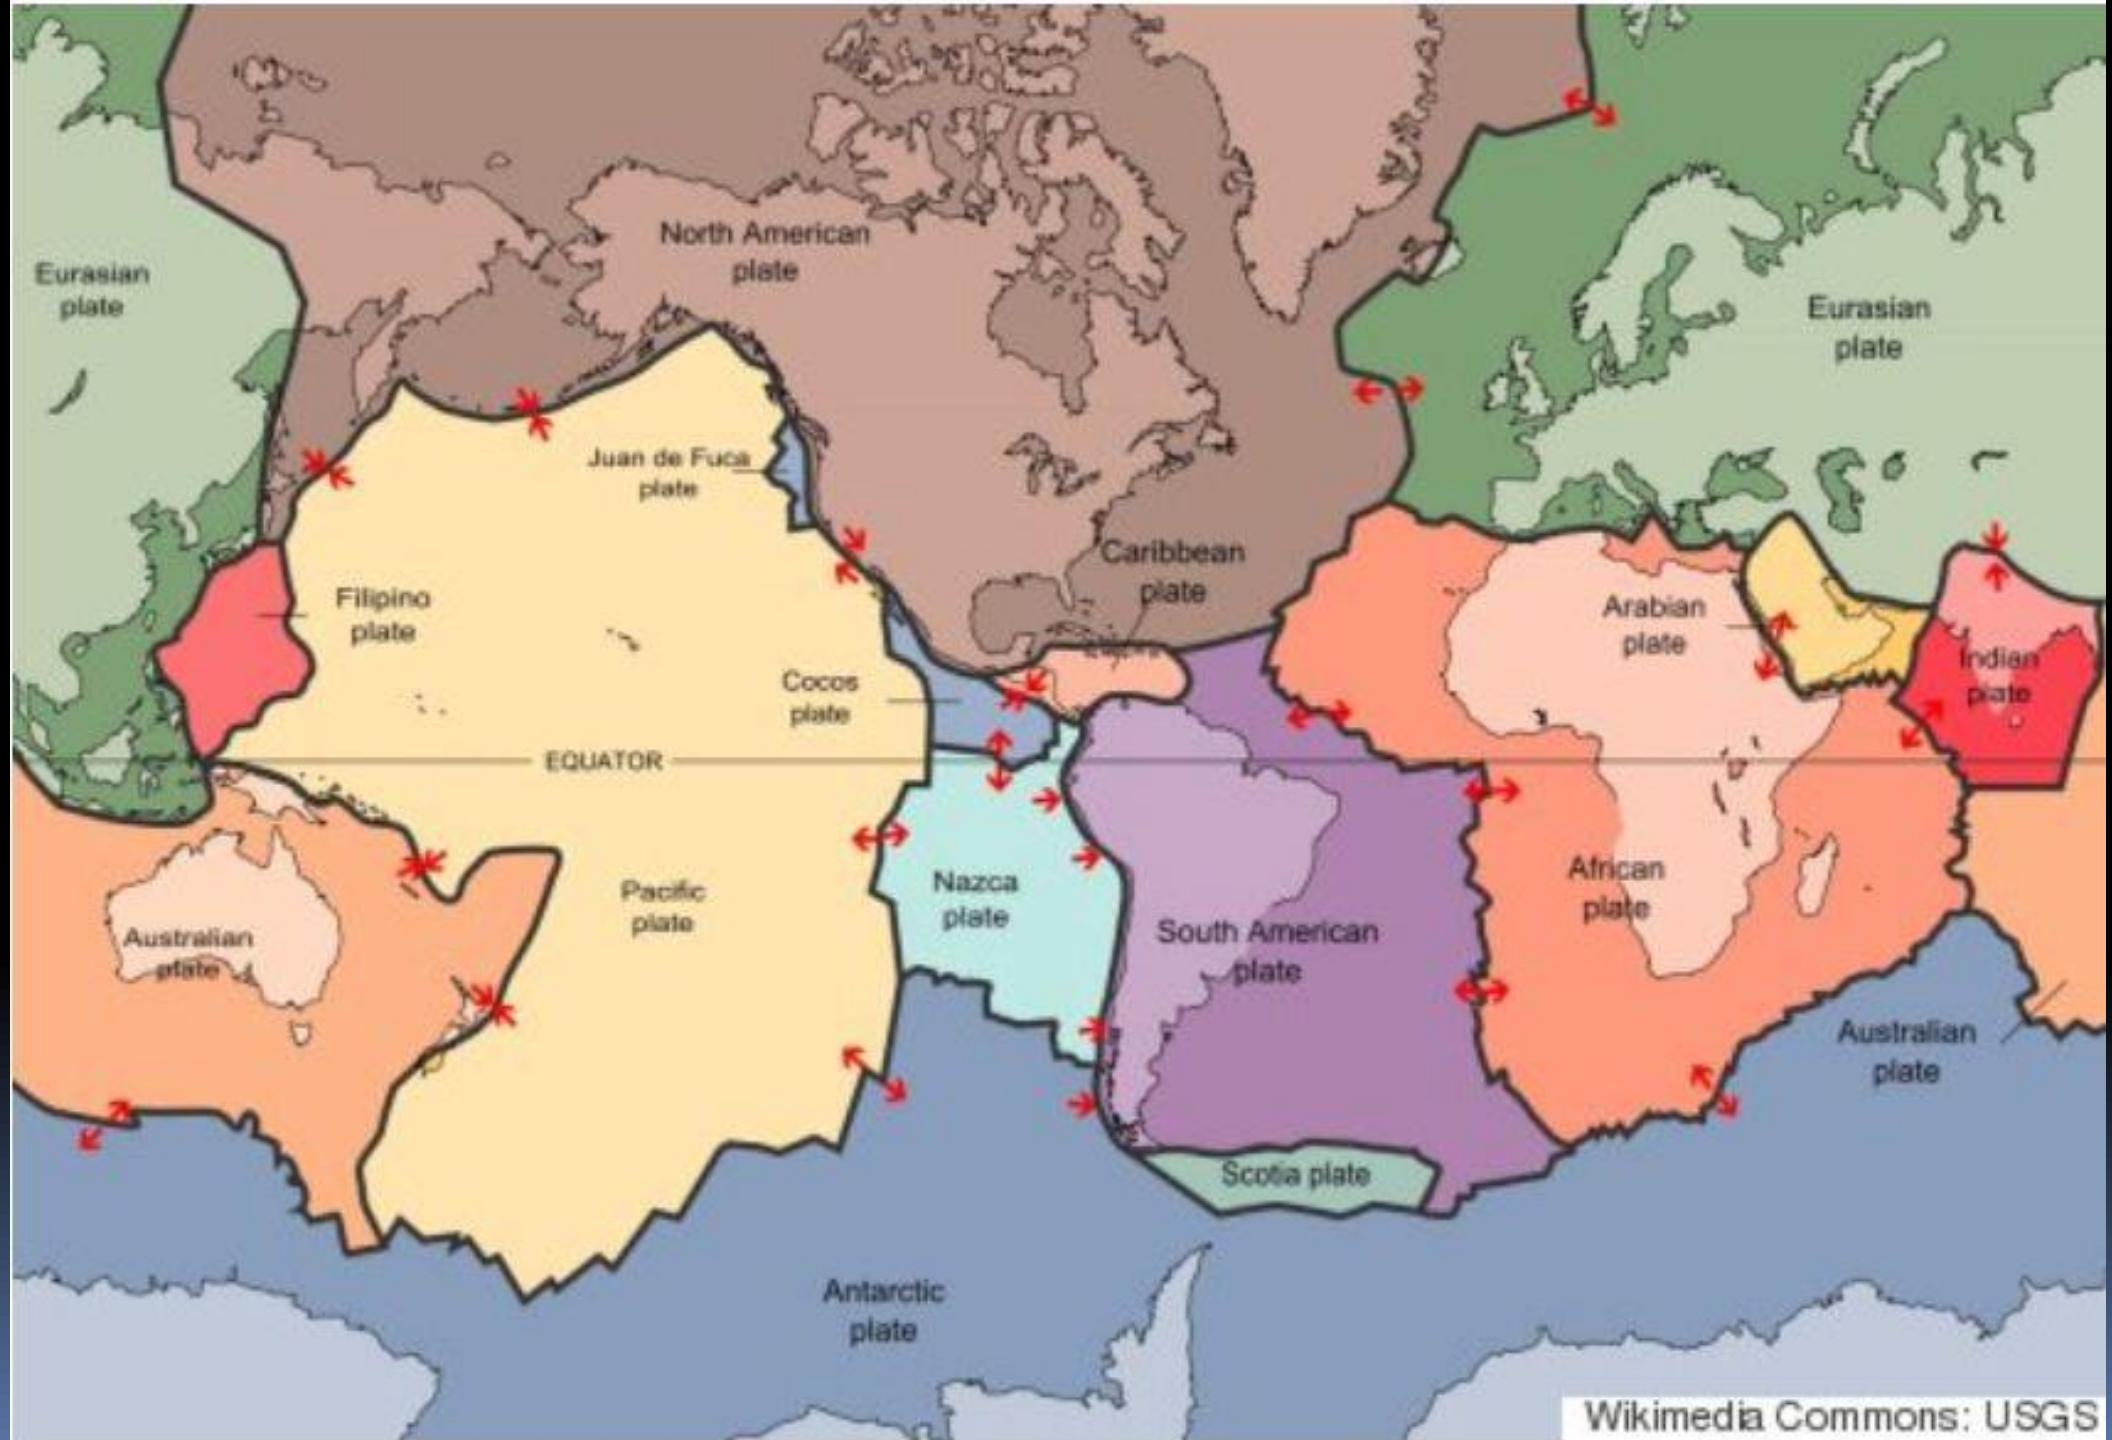 North American
plate
Eurasian
plate
Eurasian
plate
Juan de Fuca
plate
Caribbean
plate
Filipino
plate
Arabian
plate
Indian
plate
Cocos
plate
EQUATOR
Pacific
plate
Nazca
plate
African
plate
Australian
plate
South American
plate
Australian
plate
Scotia plate
Antarctic
plate
Wikimedia Commons: USGS